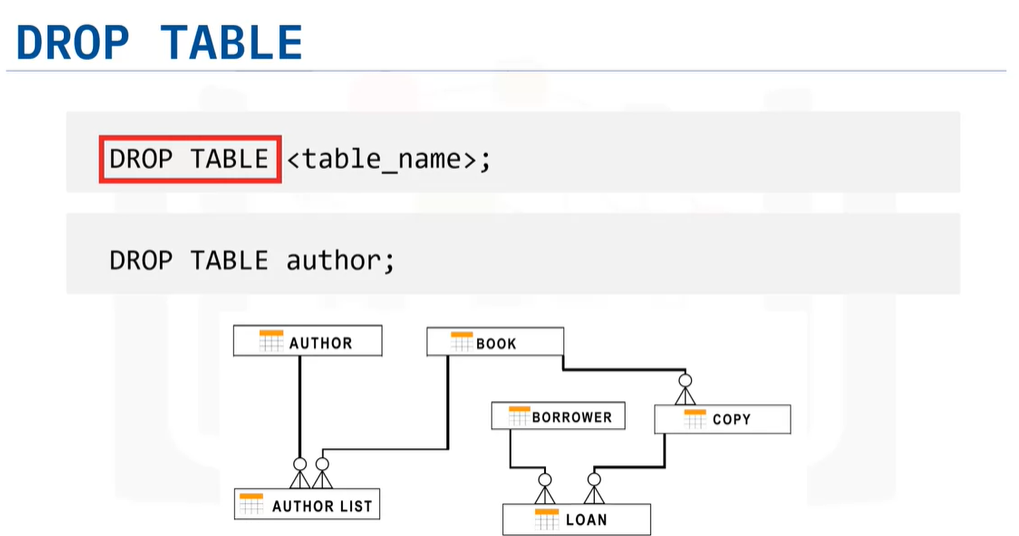 DROP TABLE
DROP TABLE <table_name>;
DROP TABLE author;
AUTHOR
BOOK
BORROWER
COPY
AUTHOR LIST
LOAN